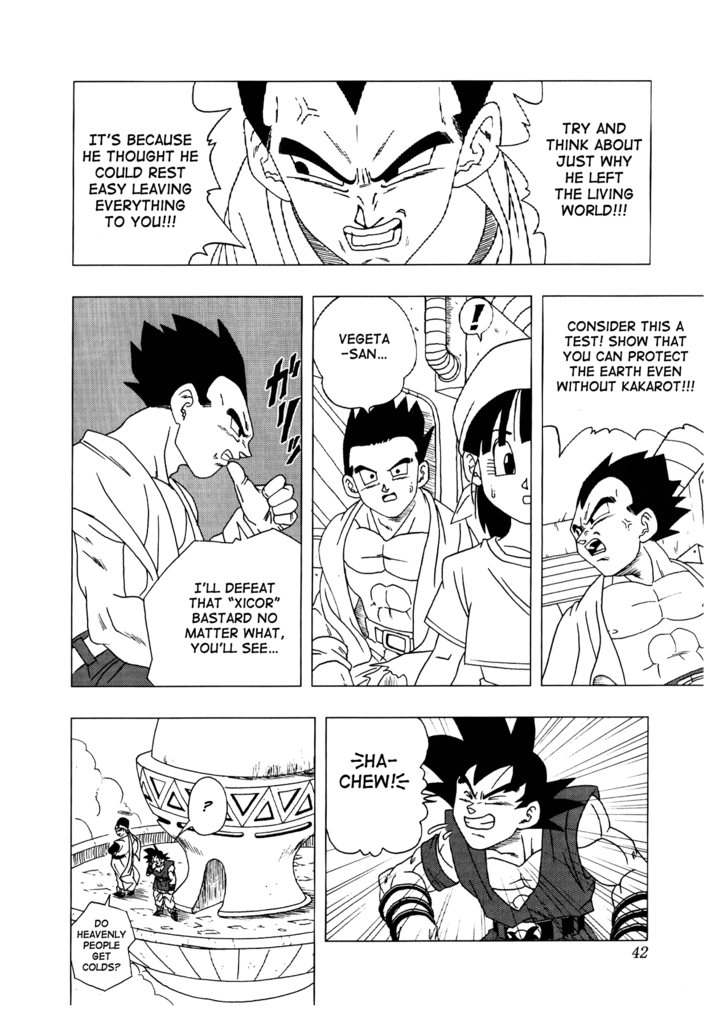 TRY AND
THINK ABOUT
JUST WHY
HE LEFT
THE LIVING
WORLD!!!
IT'S BECAUSE
HE THOUGHT HE
COULD REST
EASY LEAVING
EVERYTHING
TO YOU!!!
CONSIDER THIS A
TEST! SHOW THAT
YOU CAN PROTECT
THE EARTH EVEN
WITHOUT KAKAROT!!!
!
VEGETA
-SAN...
ガリッ
I'LL DEFEAT
THAT "XICOR"
BASTARD NO
MATTER WHAT,
YOU'LL SEE...
HA-
CHEW!
?
DO
HEAVENLY
PEOPLE
GET
COLDS?
42